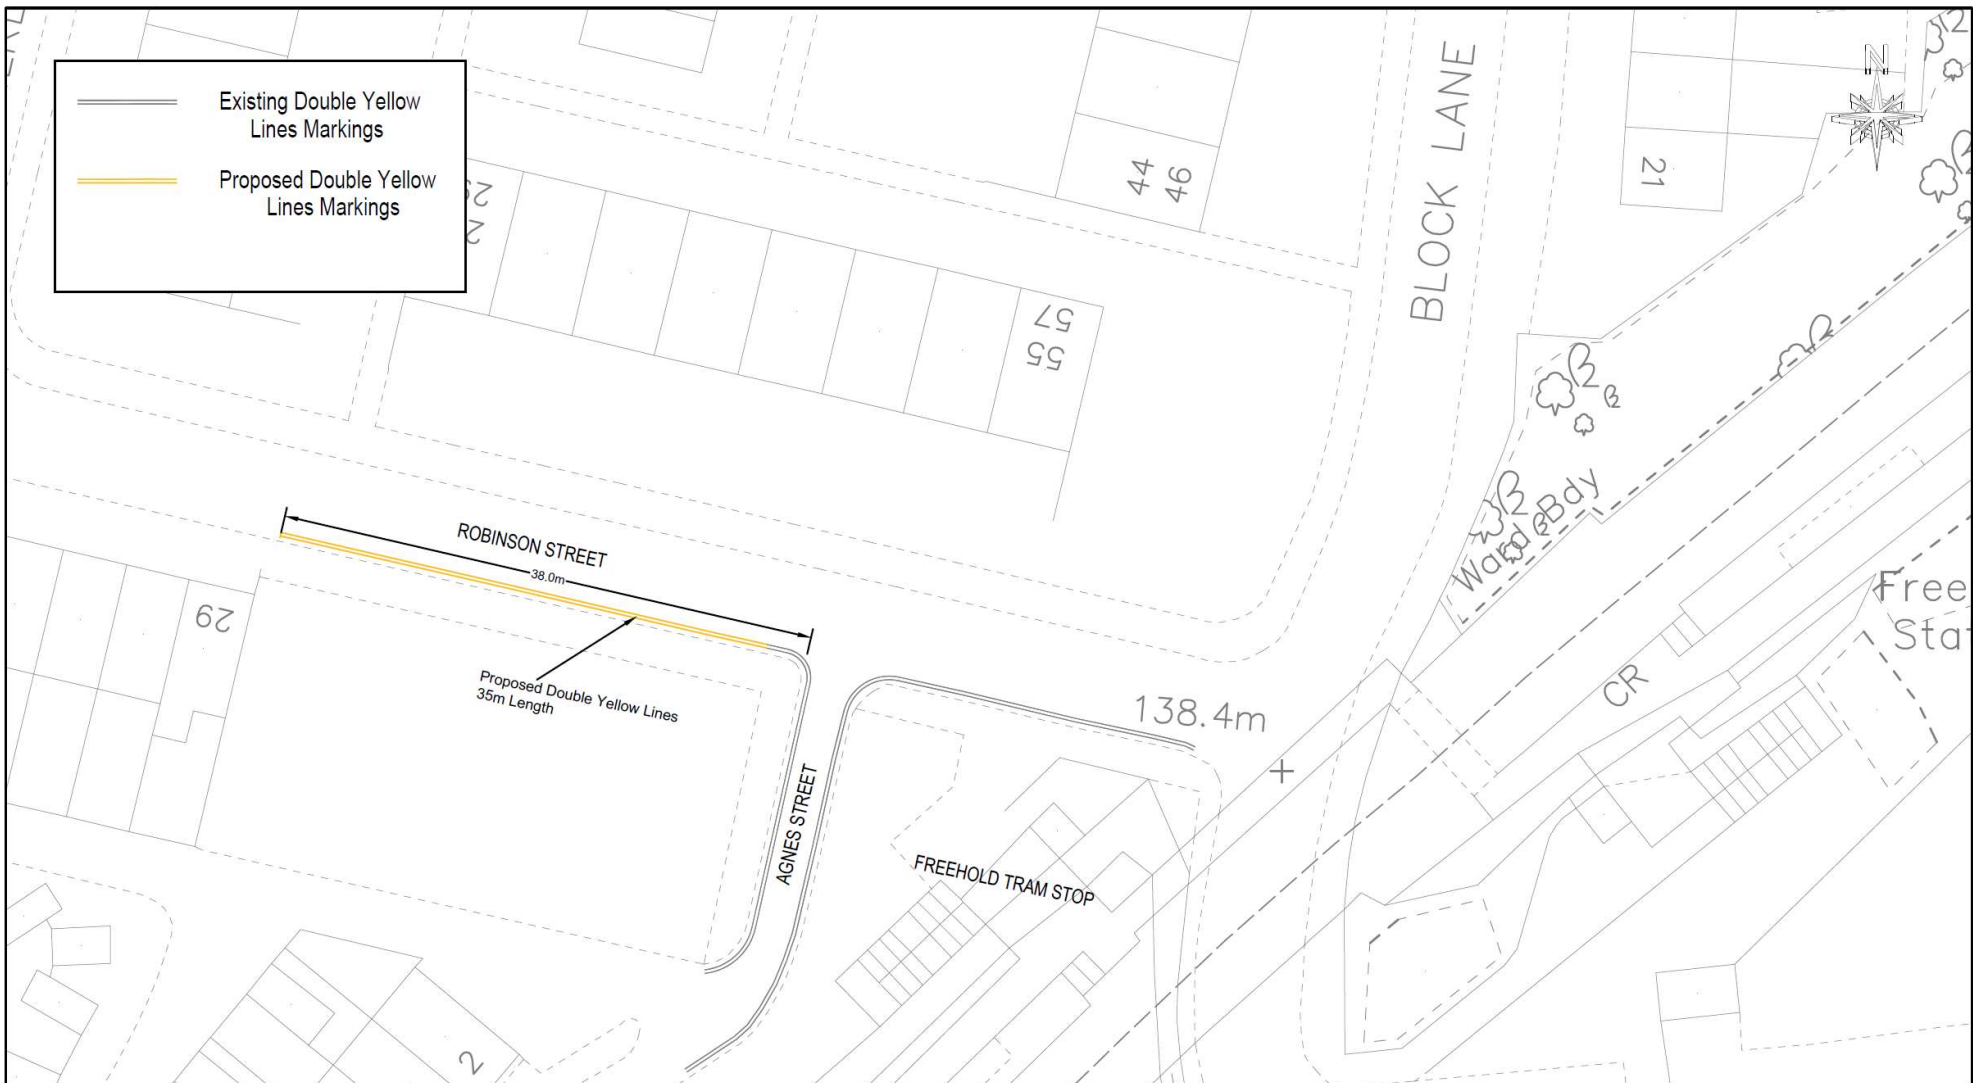 Existing Double Yellow
Lines Markings
Proposed Double Yellow
Lines Markings
N
BLOCK LANE
44
46
21
57
55
ROBINSON STREET
38.0m
29
Proposed Double Yellow Lines
35m Length
Ward Bdy
138.4m
CR
AGNES STREET
FREEHOLD TRAM STOP
2